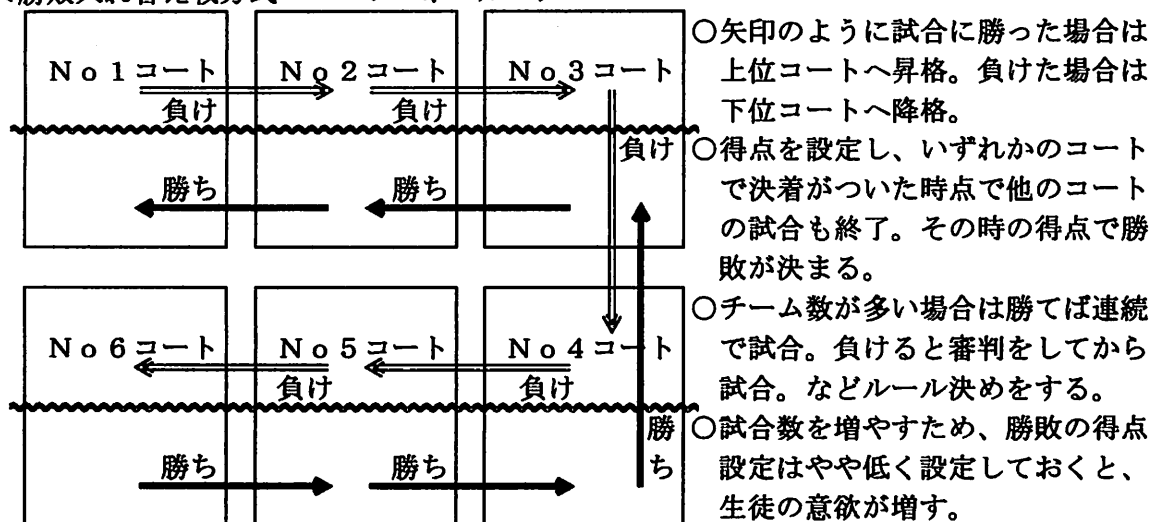 No1コート No2コート No3コート
負け 負け
負け
勝ち 勝ち
No6コート No5コート No4コート
負け 負け
勝ち
勝ち 勝ち
○矢印のように試合に勝った場合は
上位コートへ昇格。負けた場合は
下位コートへ降格。
○得点を設定し、いずれかのコート
で決着がついた時点で他のコート
の試合も終了。その時の得点で勝
敗が決まる。
○チーム数が多い場合は勝てば連続
で試合。負けると審判をしてから
試合。などルール決めをする。
○試合数を増やすため、勝敗の得点
設定はやや低く設定しておくと、
生徒の意欲が増す。